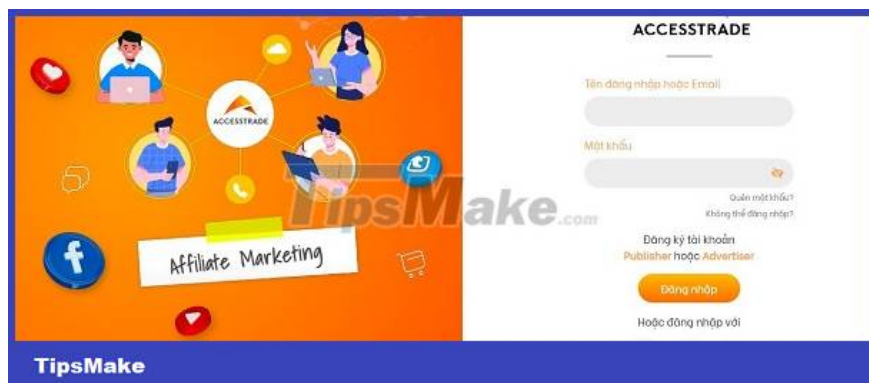 ACCESSTRADE
Affiliate Marketing
ACCESSTRADE
Tên đăng nhập hoặc Email
Mật khẩu
Quên mật khẩu?
Không thể đăng nhập?
Đăng ký tài khoản
Publisher hoặc Advertiser
Đăng nhập
Hoặc đăng nhập với
TipsMake.com
TipsMake